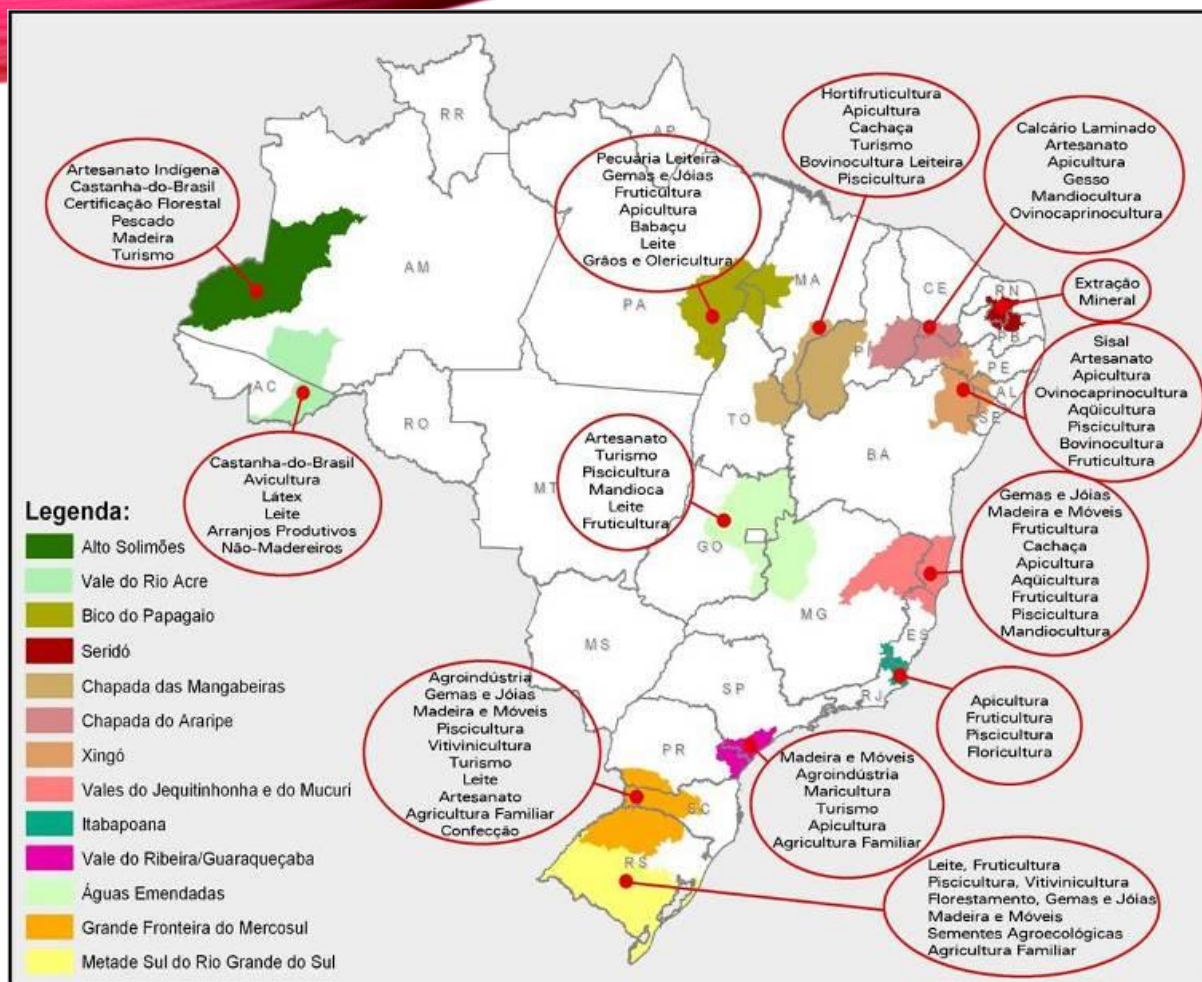 RR
AP
AM
PA
MA
CE
RN
PB
PE
AL
SE
PI
AC
RO
TO
BA
MT
GO
MG
ES
MS
SP
RJ
PR
SC
RS
Artesanato Indígena
Castanha-do-Brasil
Certificação Florestal
Pescado
Madeira
Turismo
Pecuária Leiteira
Gemas e Jóias
Fruticultura
Apicultura
Babaçu
Leite
Grãos e Olericultura
Hortifruticultura
Apicultura
Cachaça
Turismo
Bovinocultura Leiteira
Piscicultura
Calcário Laminado
Artesanato
Apicultura
Gesso
Mandiocultura
Ovinocaprinocultura
Extração
Mineral
Sisal
Artesanato
Apicultura
Ovinocaprinocultura
Aqüicultura
Piscicultura
Bovinocultura
Fruticultura
Castanha-do-Brasil
Avicultura
Látex
Leite
Arranjos Produtivos
Não-Madereiros
Artesanato
Turismo
Piscicultura
Mandioca
Leite
Fruticultura
Gemas e Jóias
Madeira e Móveis
Fruticultura
Cachaça
Apicultura
Aqüicultura
Fruticultura
Piscicultura
Mandiocultura
Apicultura
Fruticultura
Piscicultura
Floricultura
Agroindústria
Gemas e Jóias
Madeira e Móveis
Piscicultura
Vitivinicultura
Turismo
Leite
Artesanato
Agricultura Familiar
Confecção
Madeira e Móveis
Agroindústria
Maricultura
Turismo
Apicultura
Agricultura Familiar
Leite, Fruticultura
Piscicultura, Vitivinicultura
Florestamento, Gemas e Jóias
Madeira e Móveis
Sementes Agroecológicas
Agricultura Familiar
Legenda:
Alto Solimões
Vale do Rio Acre
Bico do Papagaio
Seridó
Chapada das Mangabeiras
Chapada do Araripe
Xingó
Vales do Jequitinhonha e do Mucuri
Itabapoana
Vale do Ribeira/Guaraqueçaba
Águas Emendadas
Grande Fronteira do Mercosul
Metade Sul do Rio Grande do Sul